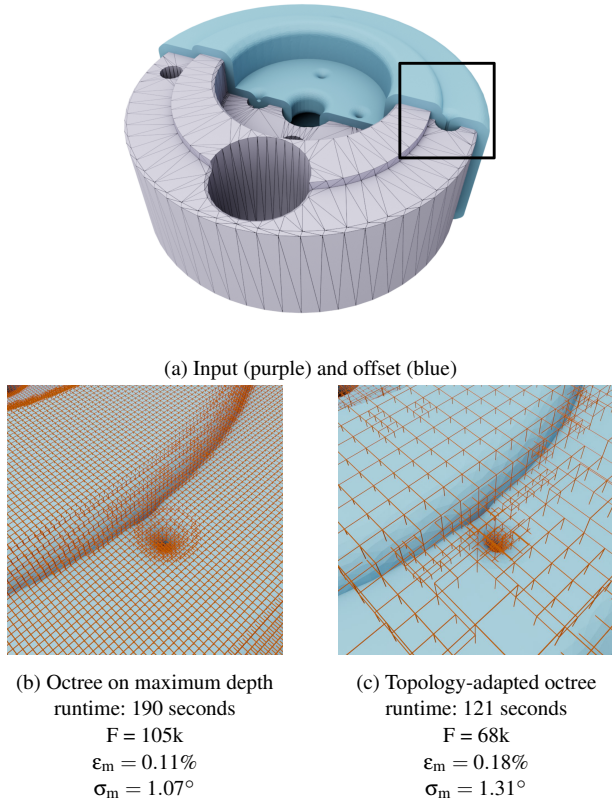 (a) Input (purple) and offset (blue)
(b) Octree on maximum depth
runtime: 190 seconds
F = 105k
εm = 0.11%
σm = 1.07°
(c) Topology-adapted octree
runtime: 121 seconds
F = 68k
εm = 0.18%
σm = 1.31°